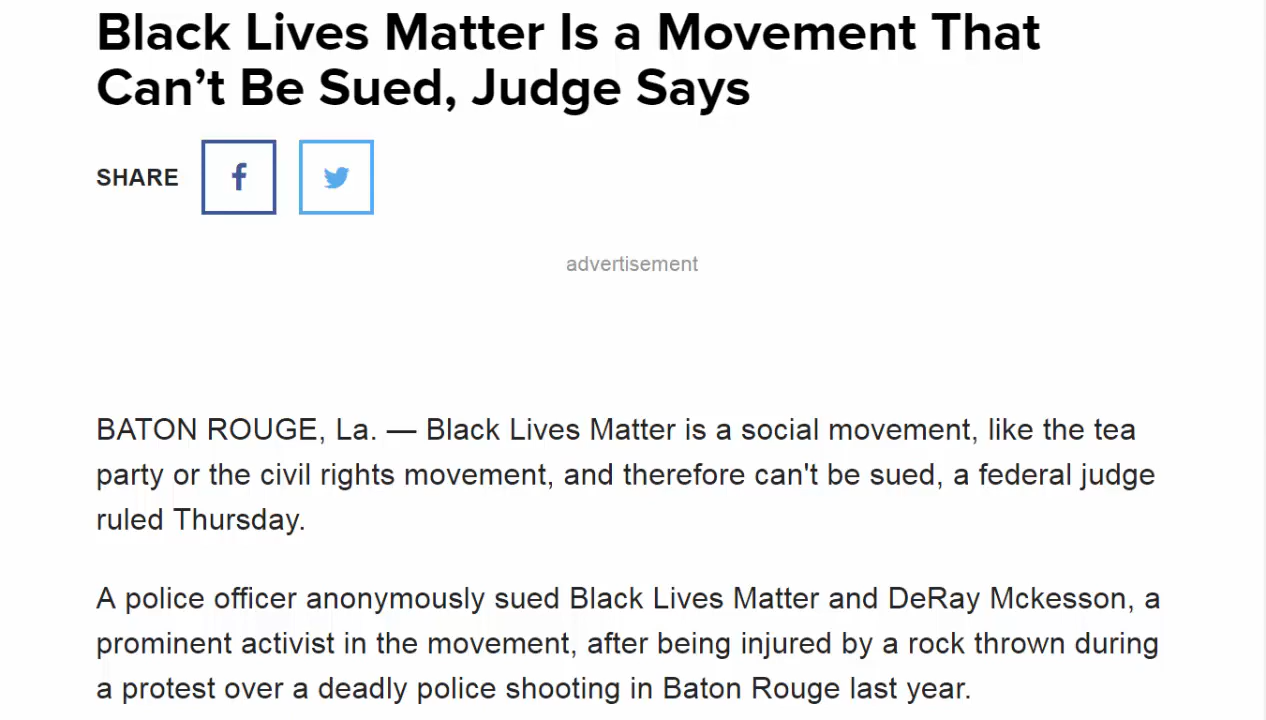 Black Lives Matter Is a Movement That
Can’t Be Sued, Judge Says
SHARE
advertisement
BATON ROUGE, La. — Black Lives Matter is a social movement, like the tea
party or the civil rights movement, and therefore can't be sued, a federal judge
ruled Thursday.
A police officer anonymously sued Black Lives Matter and DeRay Mckesson, a
prominent activist in the movement, after being injured by a rock thrown during
a protest over a deadly police shooting in Baton Rouge last year.